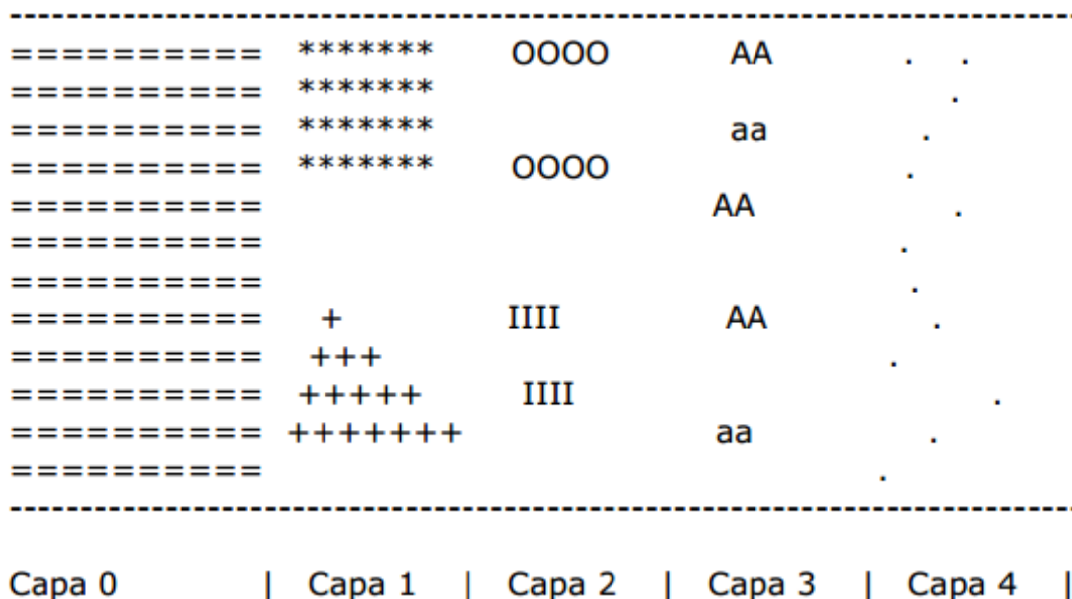 ---------------------------------------------------------------------------
========== ******* OOOO AA . .
========== ******* .
========== ******* aa .
========== ******* OOOO .
========== AA .
========== .
========== .
========== + IIII AA .
========== +++ .
========== +++++ IIII .
========== +++++++ aa .
========== .
---------------------------------------------------------------------------
Capa 0 | Capa 1 | Capa 2 | Capa 3 | Capa 4 |